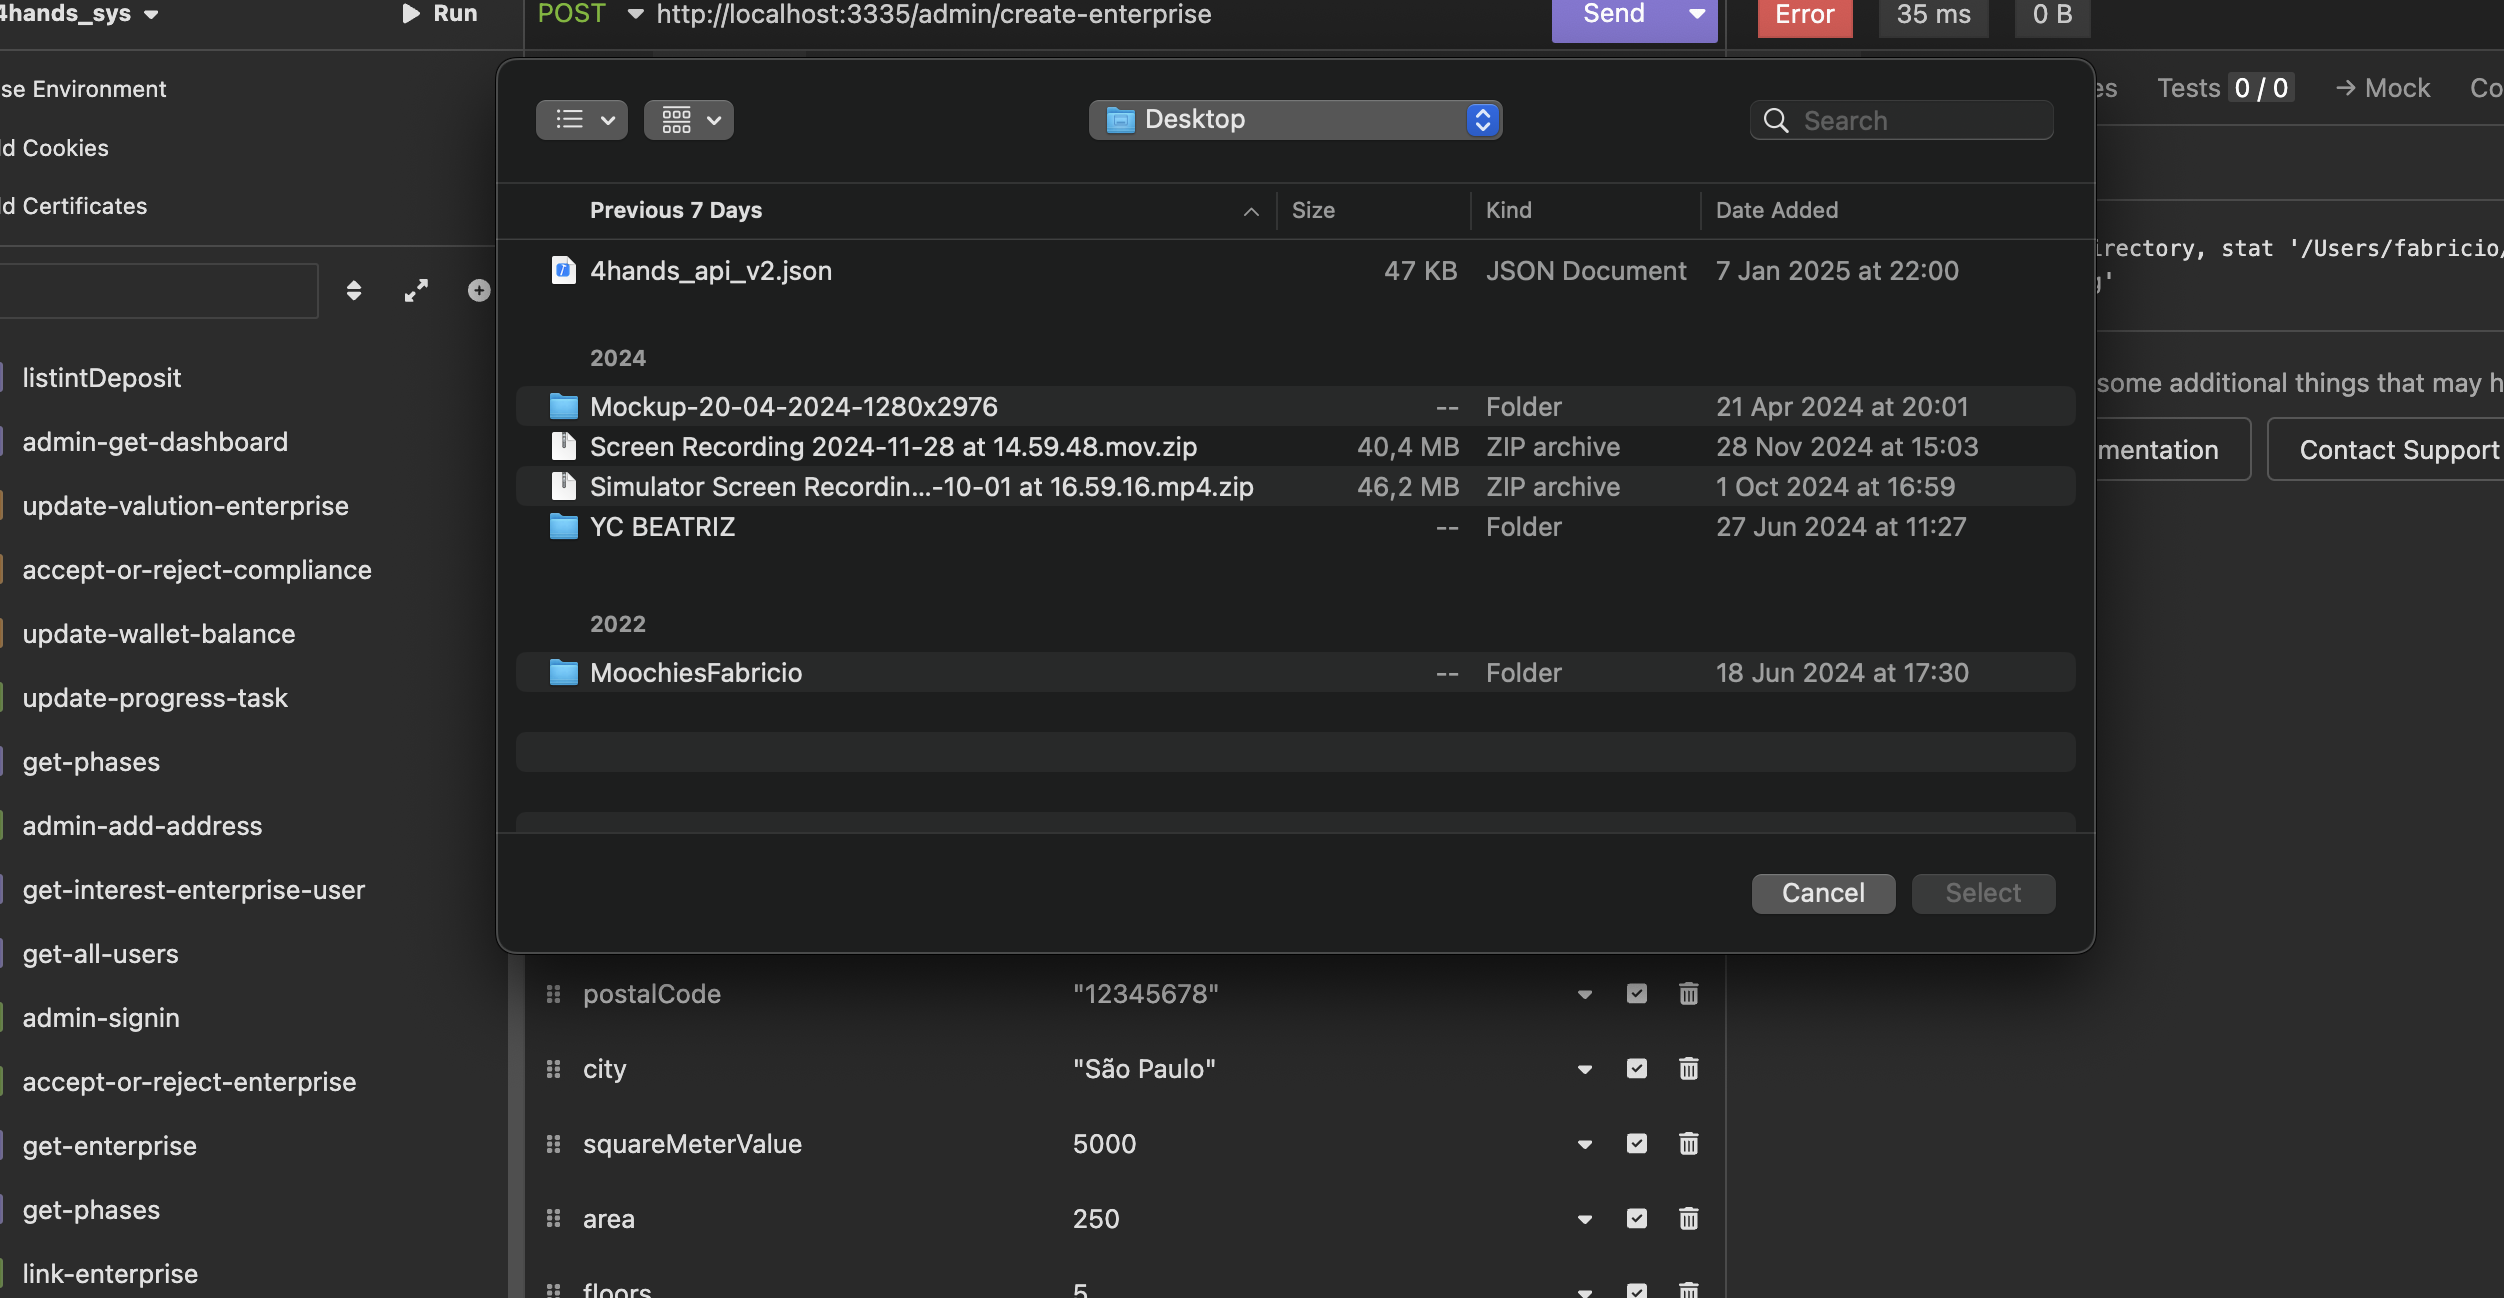 4hands_sys
Run
POST http://localhost:3335/admin/create-enterprise
Send
Error 35 ms 0 B
se Environment
d Cookies
d Certificates
Desktop
Search
es Tests 0 / 0 → Mock Co
Previous 7 Days Size Kind Date Added
4hands_api_v2.json 47 KB JSON Document 7 Jan 2025 at 22:00
2024
Mockup-20-04-2024-1280x2976 -- Folder 21 Apr 2024 at 20:01
Screen Recording 2024-11-28 at 14.59.48.mov.zip 40,4 MB ZIP archive 28 Nov 2024 at 15:03
Simulator Screen Recordin...-10-01 at 16.59.16.mp4.zip 46,2 MB ZIP archive 1 Oct 2024 at 16:59
YC BEATRIZ -- Folder 27 Jun 2024 at 11:27
2022
MoochiesFabricio -- Folder 18 Jun 2024 at 17:30
Cancel Select
irectory, stat '/Users/fabricio/
g'
some additional things that may h
mentation
Contact Support
listintDeposit
admin-get-dashboard
update-valution-enterprise
accept-or-reject-compliance
update-wallet-balance
update-progress-task
get-phases
admin-add-address
get-interest-enterprise-user
get-all-users
admin-signin
accept-or-reject-enterprise
get-enterprise
get-phases
link-enterprise
postalCode "12345678"
city "São Paulo"
squareMeterValue 5000
area 250
floors 5